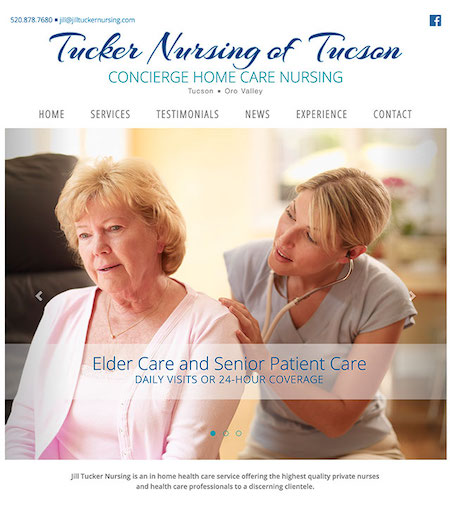 520.878.7680 ■ jill@jilltuckernursing.com
f
Tucker Nursing of Tucson
CONCIERGE HOME CARE NURSING
Tucson ● Oro Valley
HOME SERVICES TESTIMONIALS NEWS EXPERIENCE CONTACT
Elder Care and Senior Patient Care
DAILY VISITS OR 24-HOUR COVERAGE
Jill Tucker Nursing is an in home health care service offering the highest quality private nurses
and health care professionals to a discerning clientele.